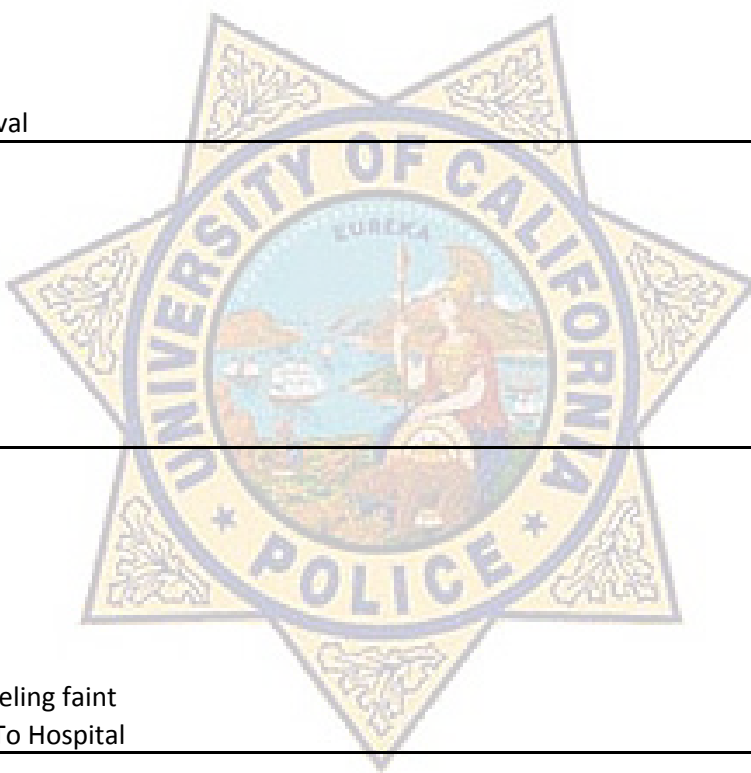 val
UNIVERSITY OF CALIFORNIA
EUREKA
POLICE
eling faint
To Hospital